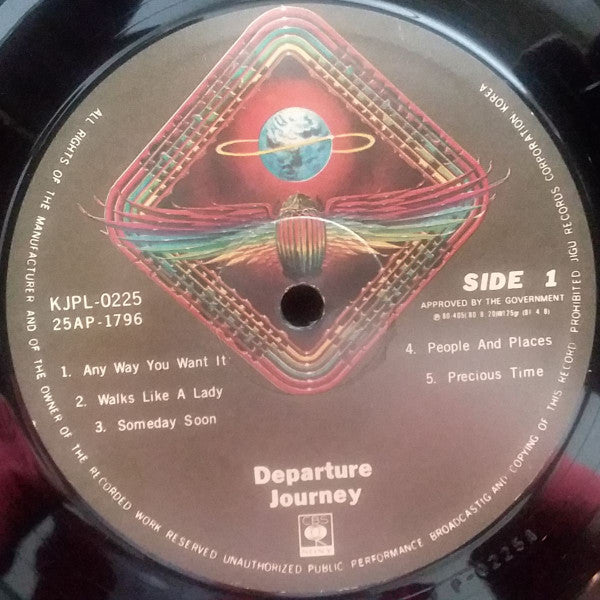 ALL RIGHTS OF THE MANUFACTURER AND OF THE OWNER OF THE RECORDED WORK RESERVED UNAUTHORIZED PUBLIC PERFORMANCE BROADCASTIG AND COPYING OF THIS RECORD PROHIBITED JIGU RECORDS CORPORATION KOREA
KJPL-0225
25AP-1796
SIDE 1
APPROVED BY THE GOVERNMENT
1. Any Way You Want It
2. Walks Like A Lady
3. Someday Soon
4. People And Places
5. Precious Time
Departure
Journey
CBS
SONY